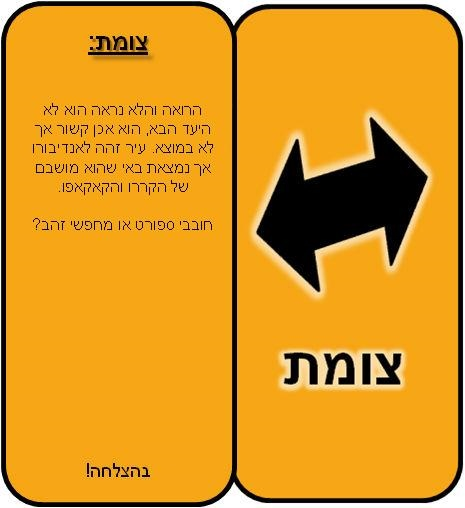 צומת:
הרואה והלא נראה הוא לא
היעד הבא, הוא אכן קשור אך
לא במוצא. עיר זהה לאנדיבורו
אך נמצאת באי שהוא מושבם
של הקררו והקאקאפו.
חובבי ספורט או מחפשי זהב?
בהצלחה!
צומת